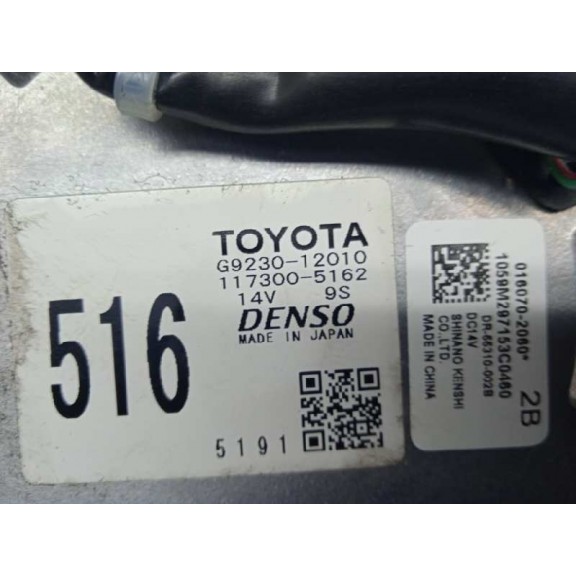 516
TOYOTA
G9230-12010
117300-5162
14V 9S
DENSO
MADE IN JAPAN
5191
016070-2060*
1059M297153C0460
DR-65310-002B
DC14V
SHINANO KENSHI
CO.,LTD.
MADE IN CHINA
2B